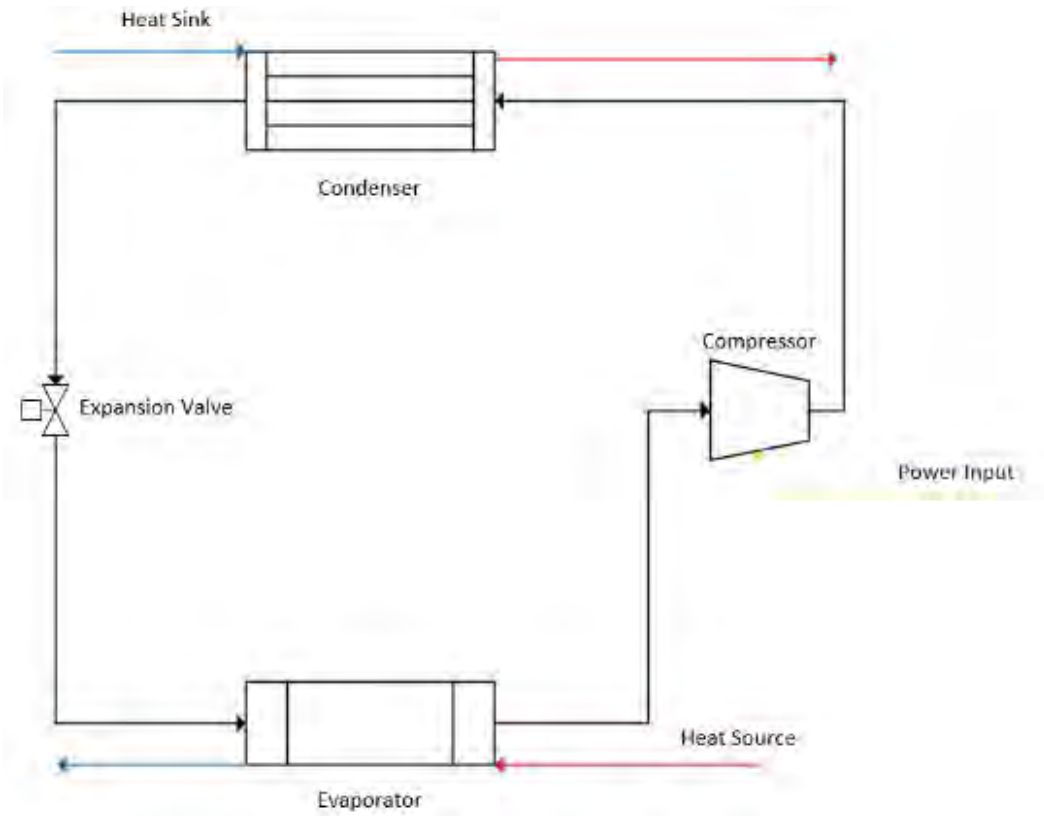 Heat Sink
Condenser
Compressor
Expansion Valve
Power Input
Heat Source
Evaporator